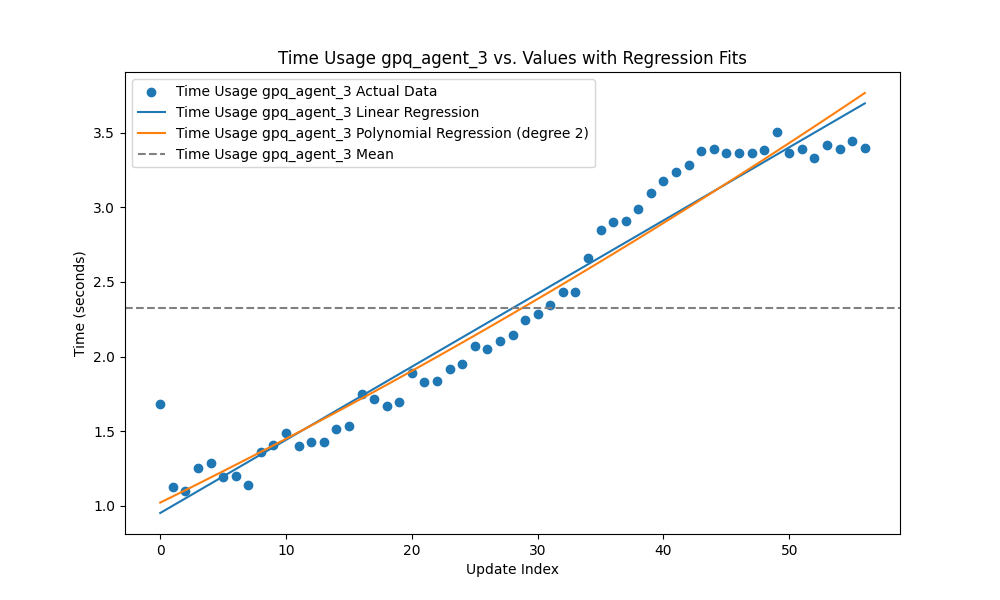 Time Usage gpq_agent_3 vs. Values with Regression Fits
Time Usage gpq_agent_3 Actual Data
Time Usage gpq_agent_3 Linear Regression
Time Usage gpq_agent_3 Polynomial Regression (degree 2)
Time Usage gpq_agent_3 Mean
Time (seconds)
3.5
3.0
2.5
2.0
1.5
1.0
0 10 20 30 40 50
Update Index